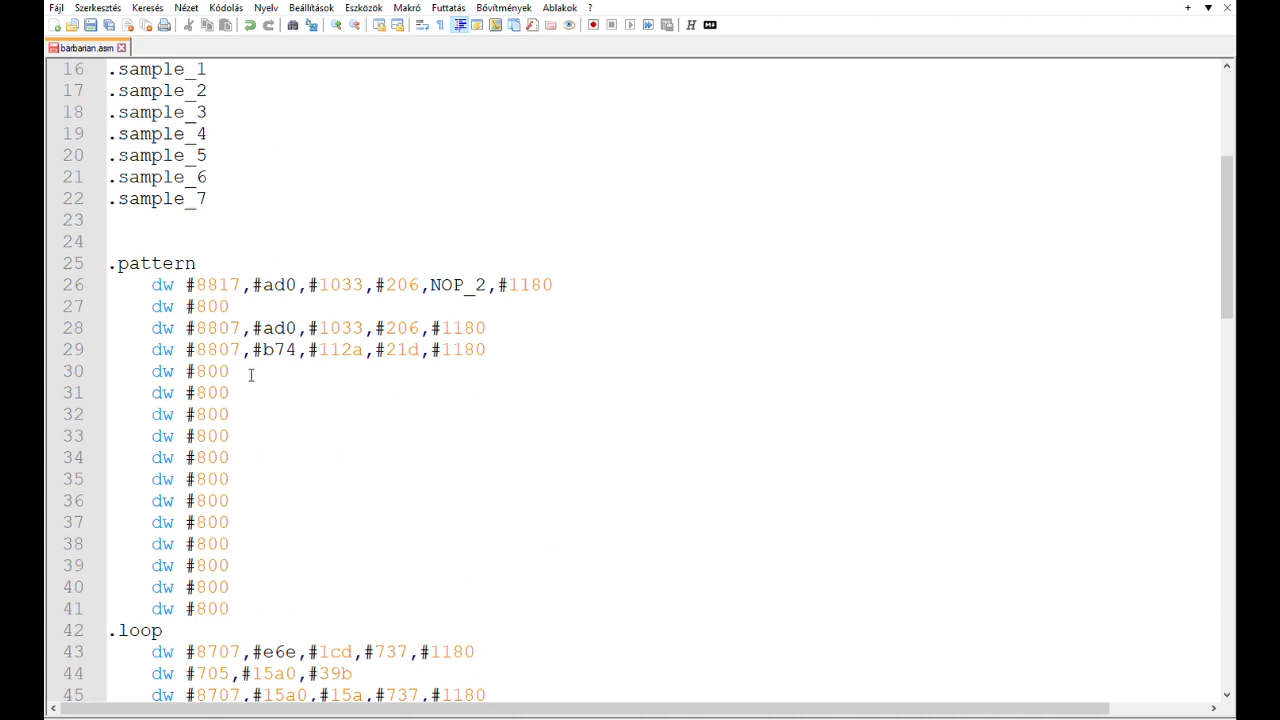 Fájl Szerkesztés Keresés Nézet Kódolás Nyelv Beállítások Eszközök Makró Futtatás Bővítmények Ablakok ? + ▼ ✕
H
barbarian.asm
16 .sample_1
17 .sample_2
18 .sample_3
19 .sample_4
20 .sample_5
21 .sample_6
22 .sample_7
23
24
25 .pattern
26 dw #8817,#ad0,#1033,#206,NOP_2,#1180
27 dw #800
28 dw #8807,#ad0,#1033,#206,#1180
29 dw #8807,#b74,#112a,#21d,#1180
30 dw #800
31 dw #800
32 dw #800
33 dw #800
34 dw #800
35 dw #800
36 dw #800
37 dw #800
38 dw #800
39 dw #800
40 dw #800
41 dw #800
42 .loop
43 dw #8707,#e6e,#1cd,#737,#1180
44 dw #705,#15a0,#39b
45 dw #8707,#15a0,#15a,#737,#1180